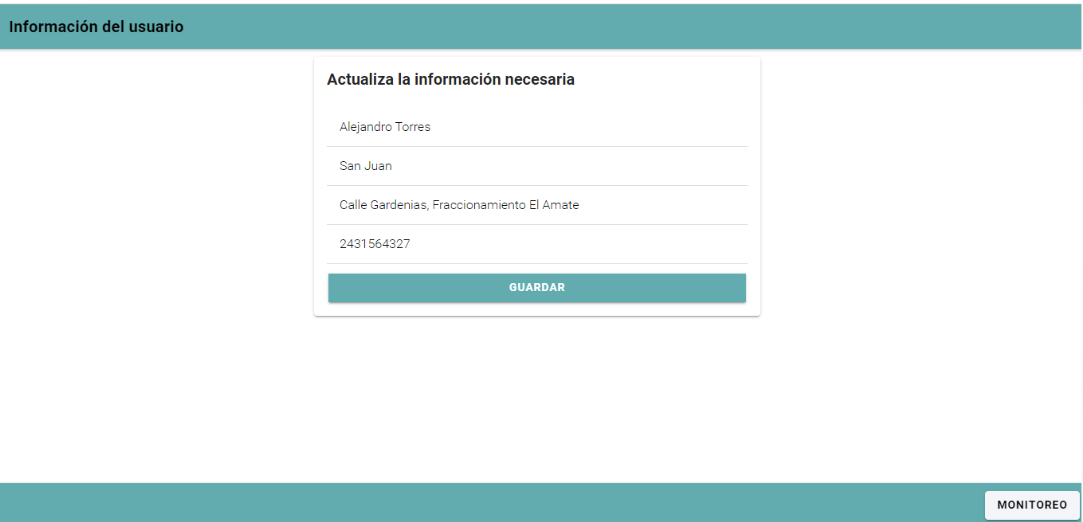 Información del usuario
Actualiza la información necesaria
Alejandro Torres
San Juan
Calle Gardenias, Fraccionamiento El Amate
2431564327
GUARDAR
MONITOREO